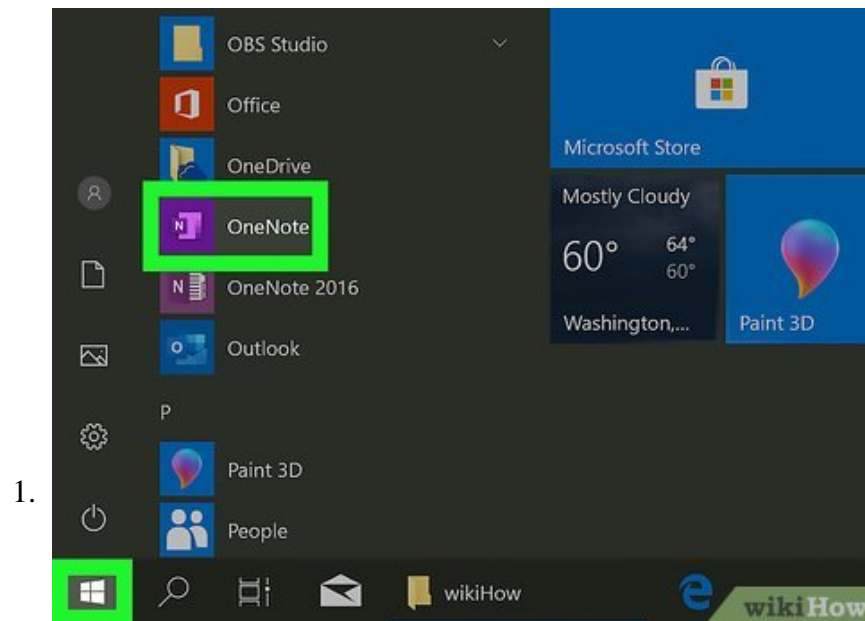 OBS Studio
Office
OneDrive
OneNote
OneNote 2016
Outlook
P
Paint 3D
People
Microsoft Store
Mostly Cloudy
60° 64°
60°
Washington,...
Paint 3D
1.
wikiHow
wikiHow